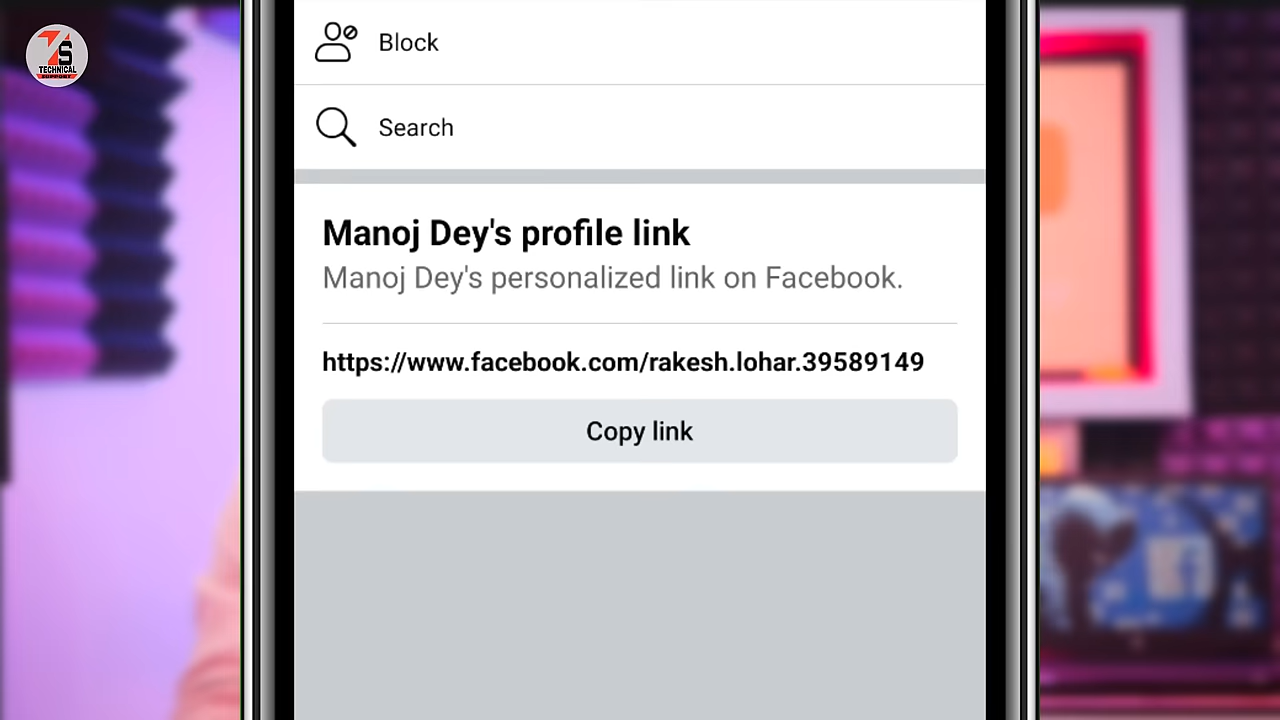 TS
TECHNICAL
SUPPORT
Block
Search
Manoj Dey's profile link
Manoj Dey's personalized link on Facebook.
https://www.facebook.com/rakesh.lohar.39589149
Copy link